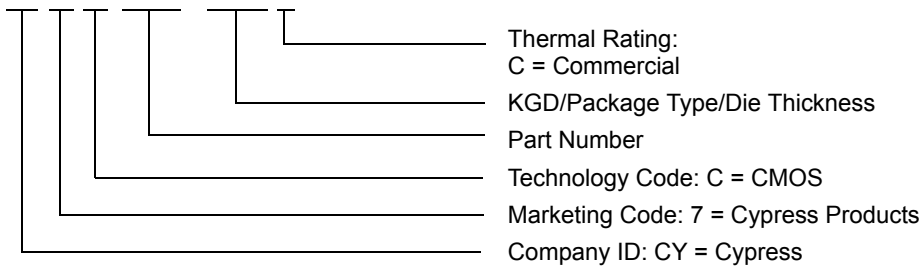 Thermal Rating:
C = Commercial
KGD/Package Type/Die Thickness
Part Number
Technology Code: C = CMOS
Marketing Code: 7 = Cypress Products
Company ID: CY = Cypress